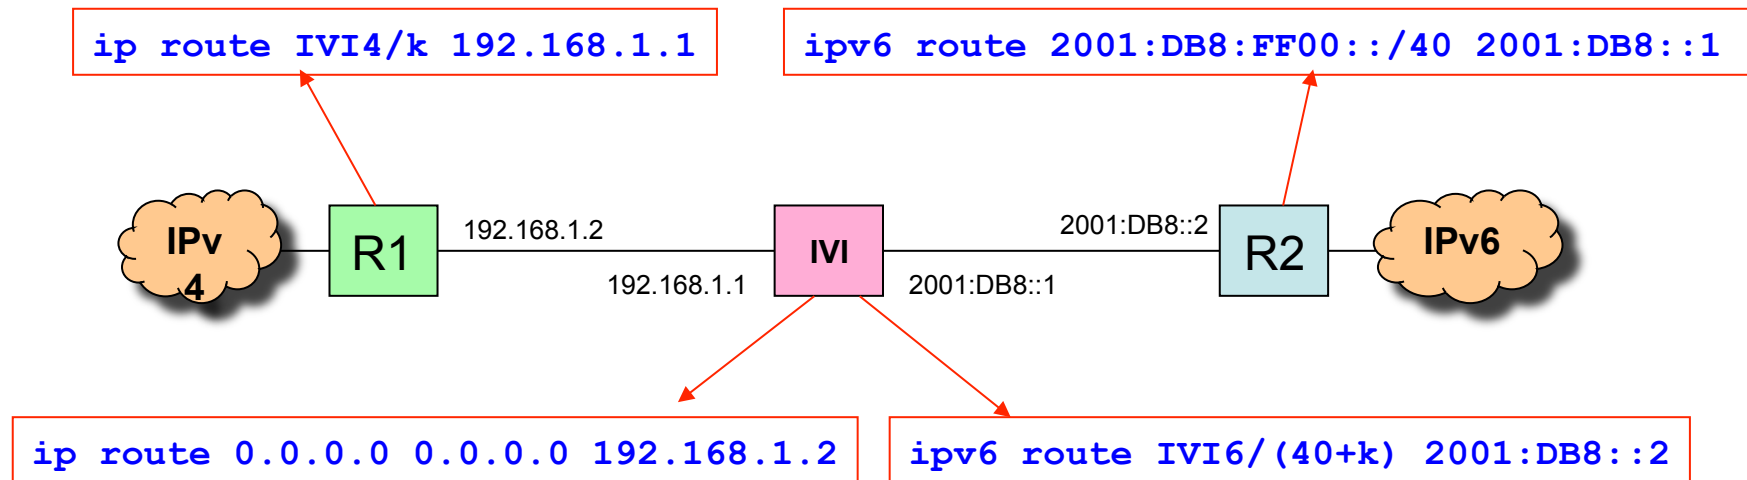 ip route IVI4/k 192.168.1.1
ipv6 route 2001:DB8:FF00::/40 2001:DB8::1
IPv
4
R1
192.168.1.2
192.168.1.1
IVI
2001:DB8::2
2001:DB8::1
R2
IPv6
ip route 0.0.0.0 0.0.0.0 192.168.1.2
ipv6 route IVI6/(40+k) 2001:DB8::2